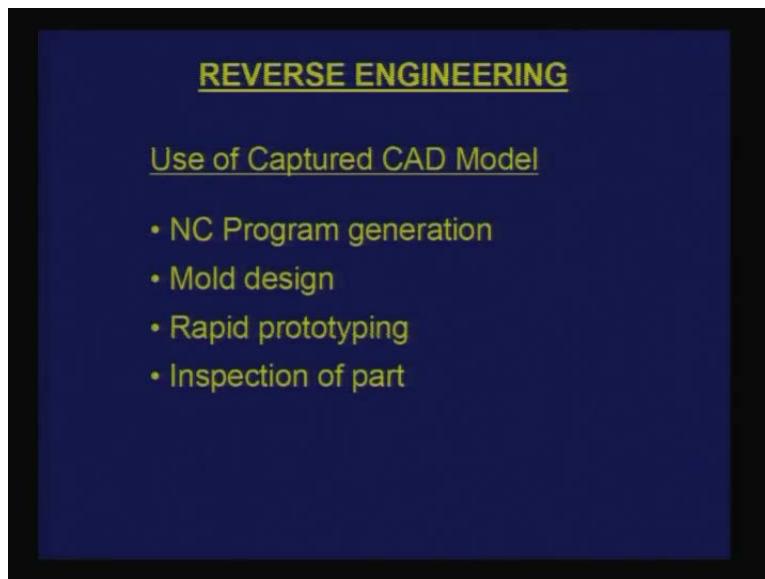 REVERSE ENGINEERING
Use of Captured CAD Model
• NC Program generation
• Mold design
• Rapid prototyping
• Inspection of part